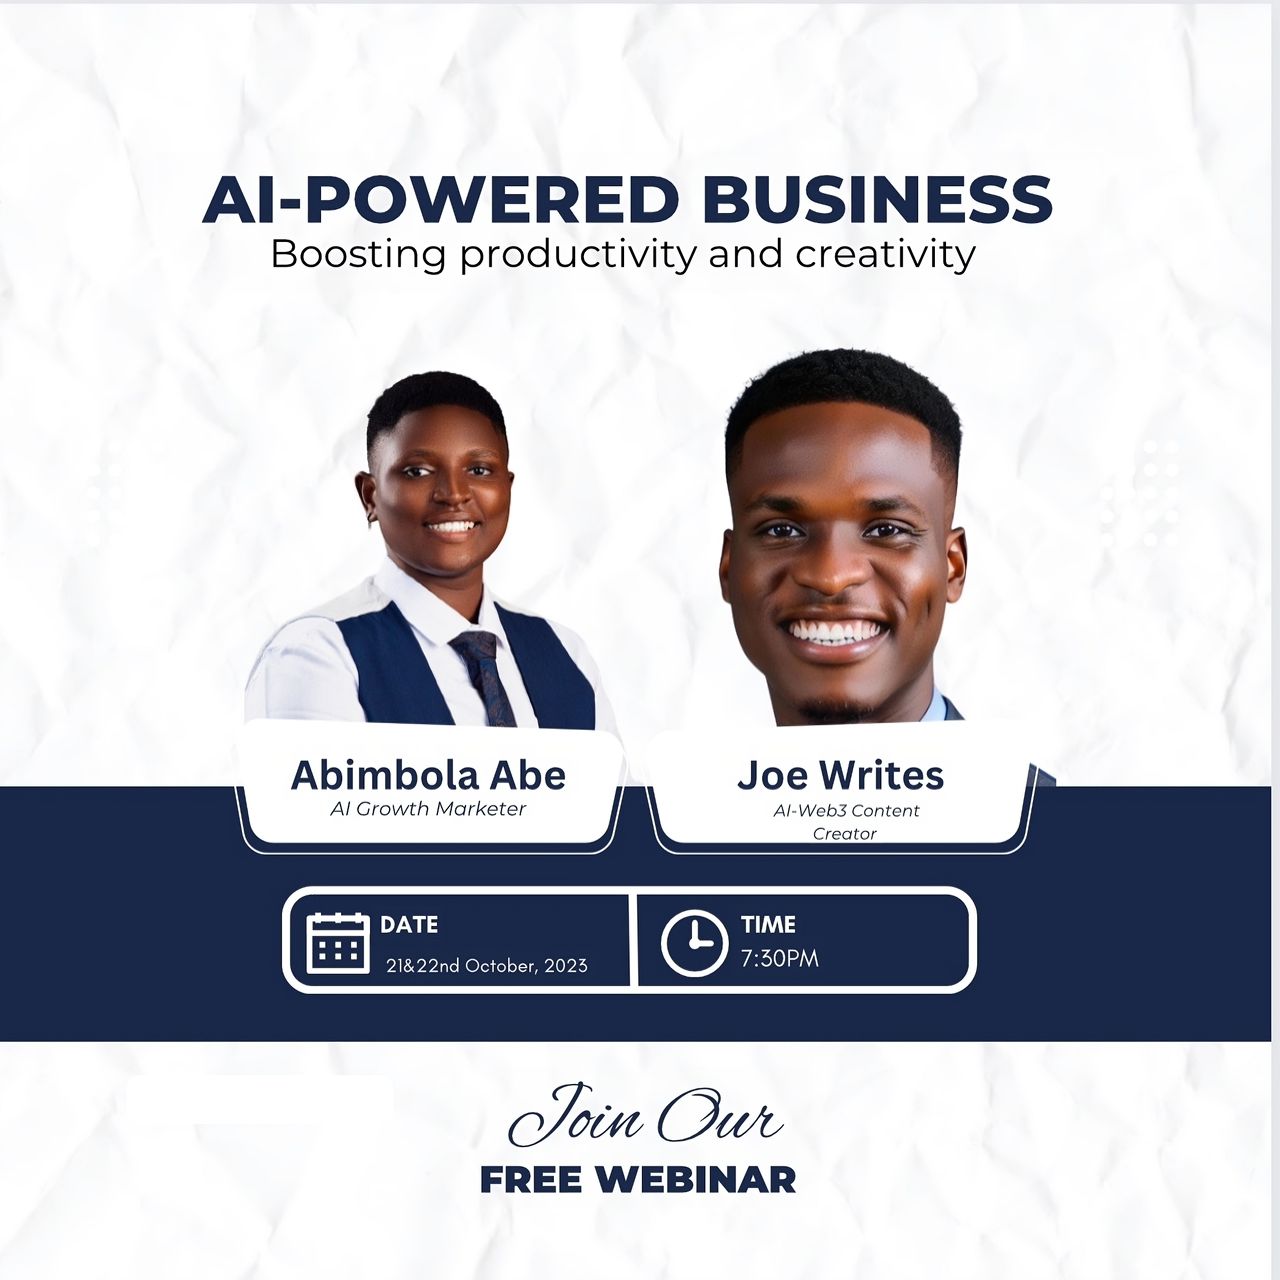 AI-POWERED BUSINESS
Boosting productivity and creativity
Abimbola Abe
AI Growth Marketer
Joe Writes
AI-Web3 Content
Creator
DATE
21&22nd October, 2023
TIME
7:30PM
Join Our
FREE WEBINAR